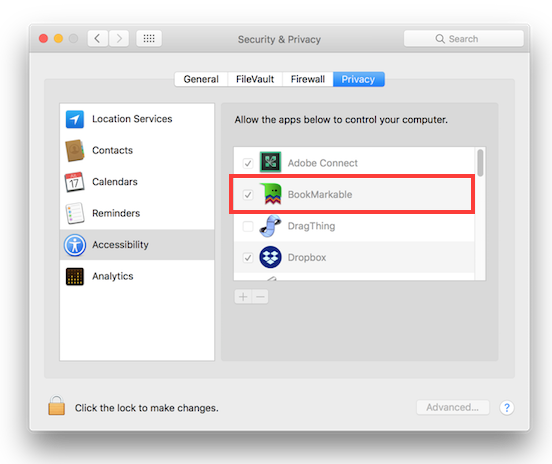 Security & Privacy
Search
General FileVault Firewall Privacy
Location Services
Contacts
17
Calendars
Reminders
Accessibility
Analytics
Allow the apps below to control your computer.
Adobe Connect
BookMarkable
DragThing
Dropbox
+ −
Click the lock to make changes.
Advanced...
?